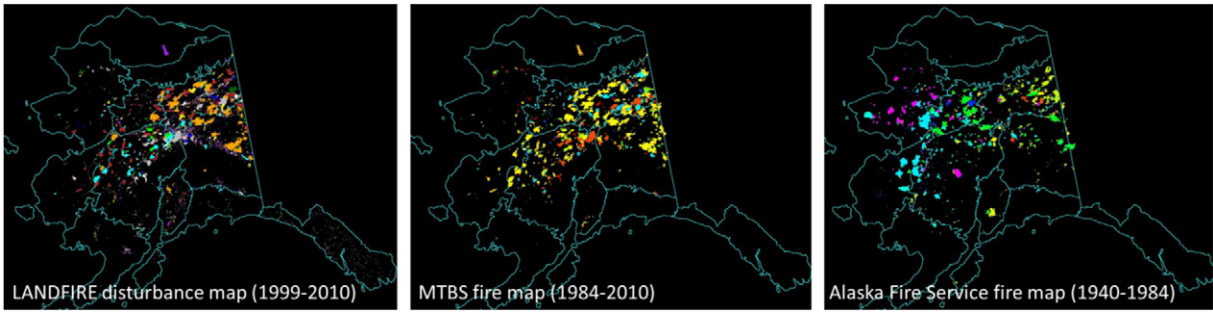 LANDFIRE disturbance map (1999-2010)
MTBS fire map (1984-2010)
Alaska Fire Service fire map (1940-1984)